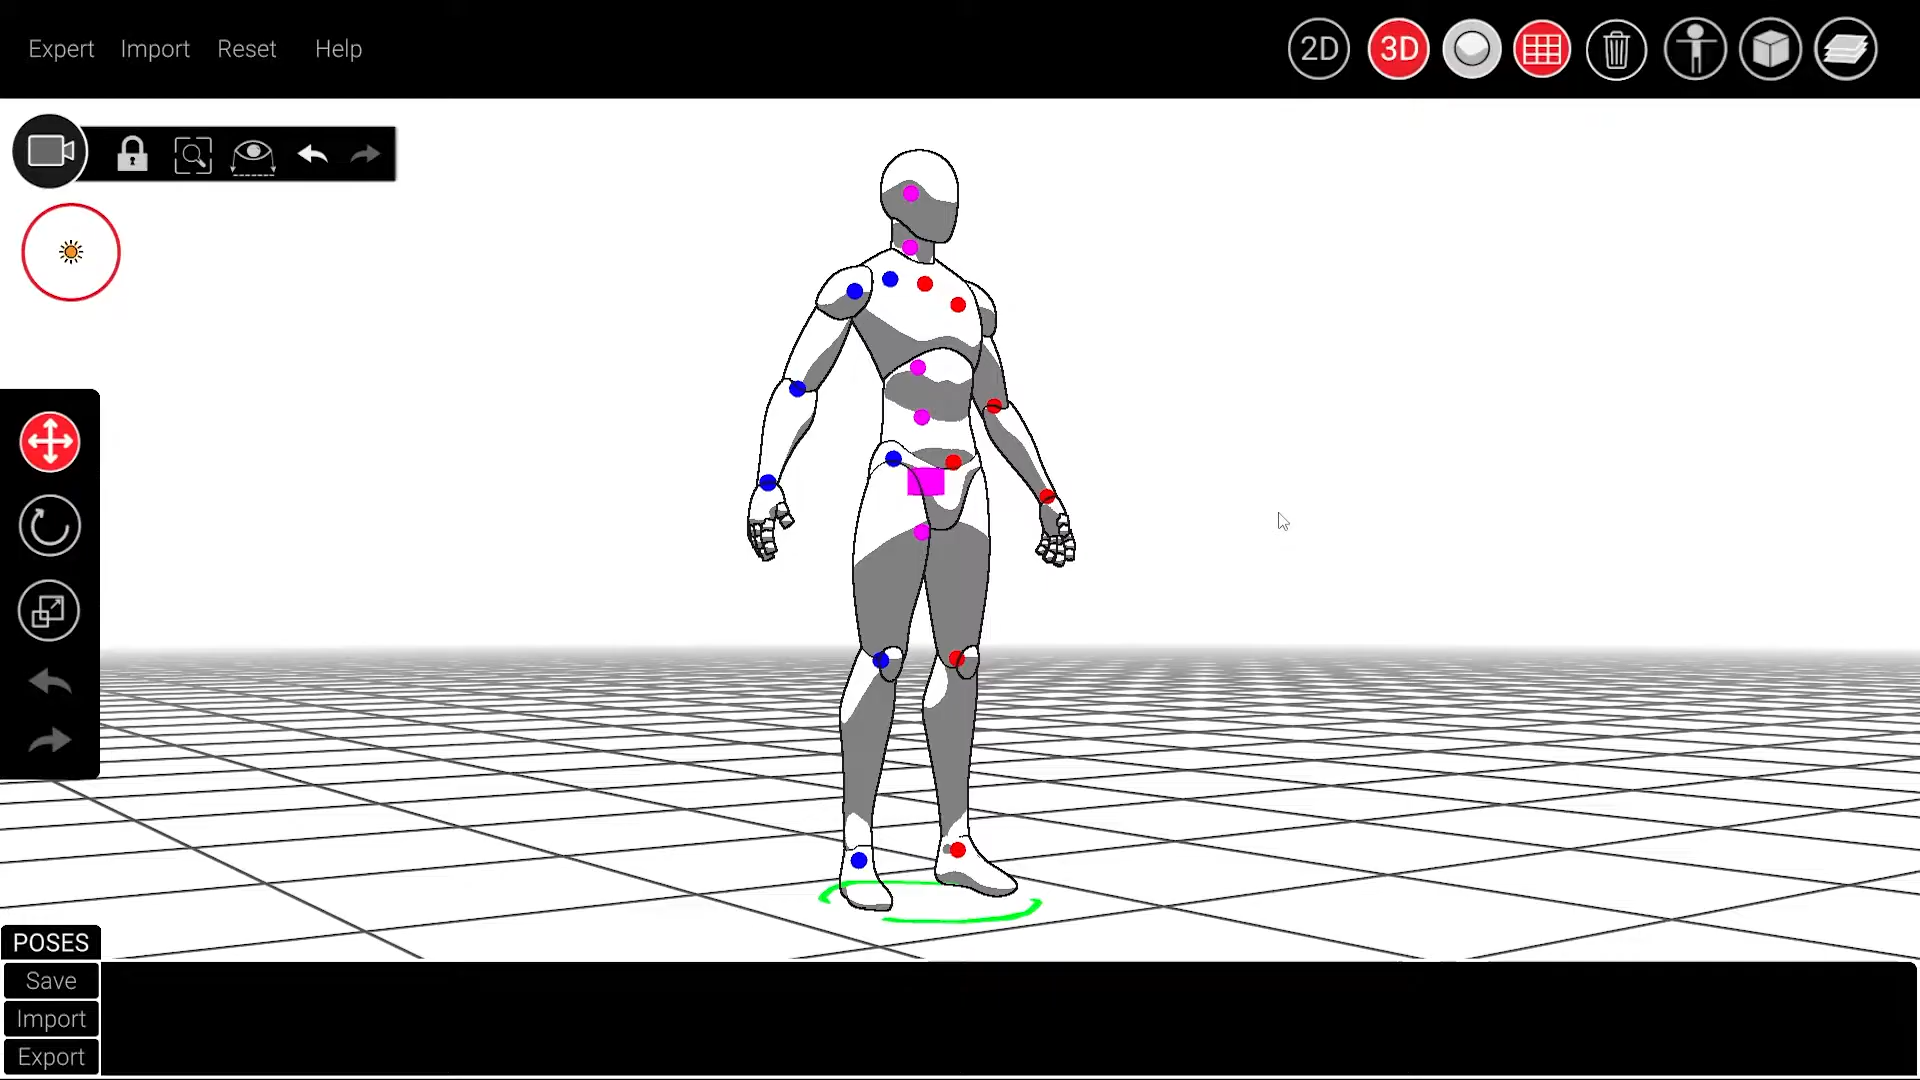 Expert Import Reset Help 2D 3D
POSES
Save
Import
Export